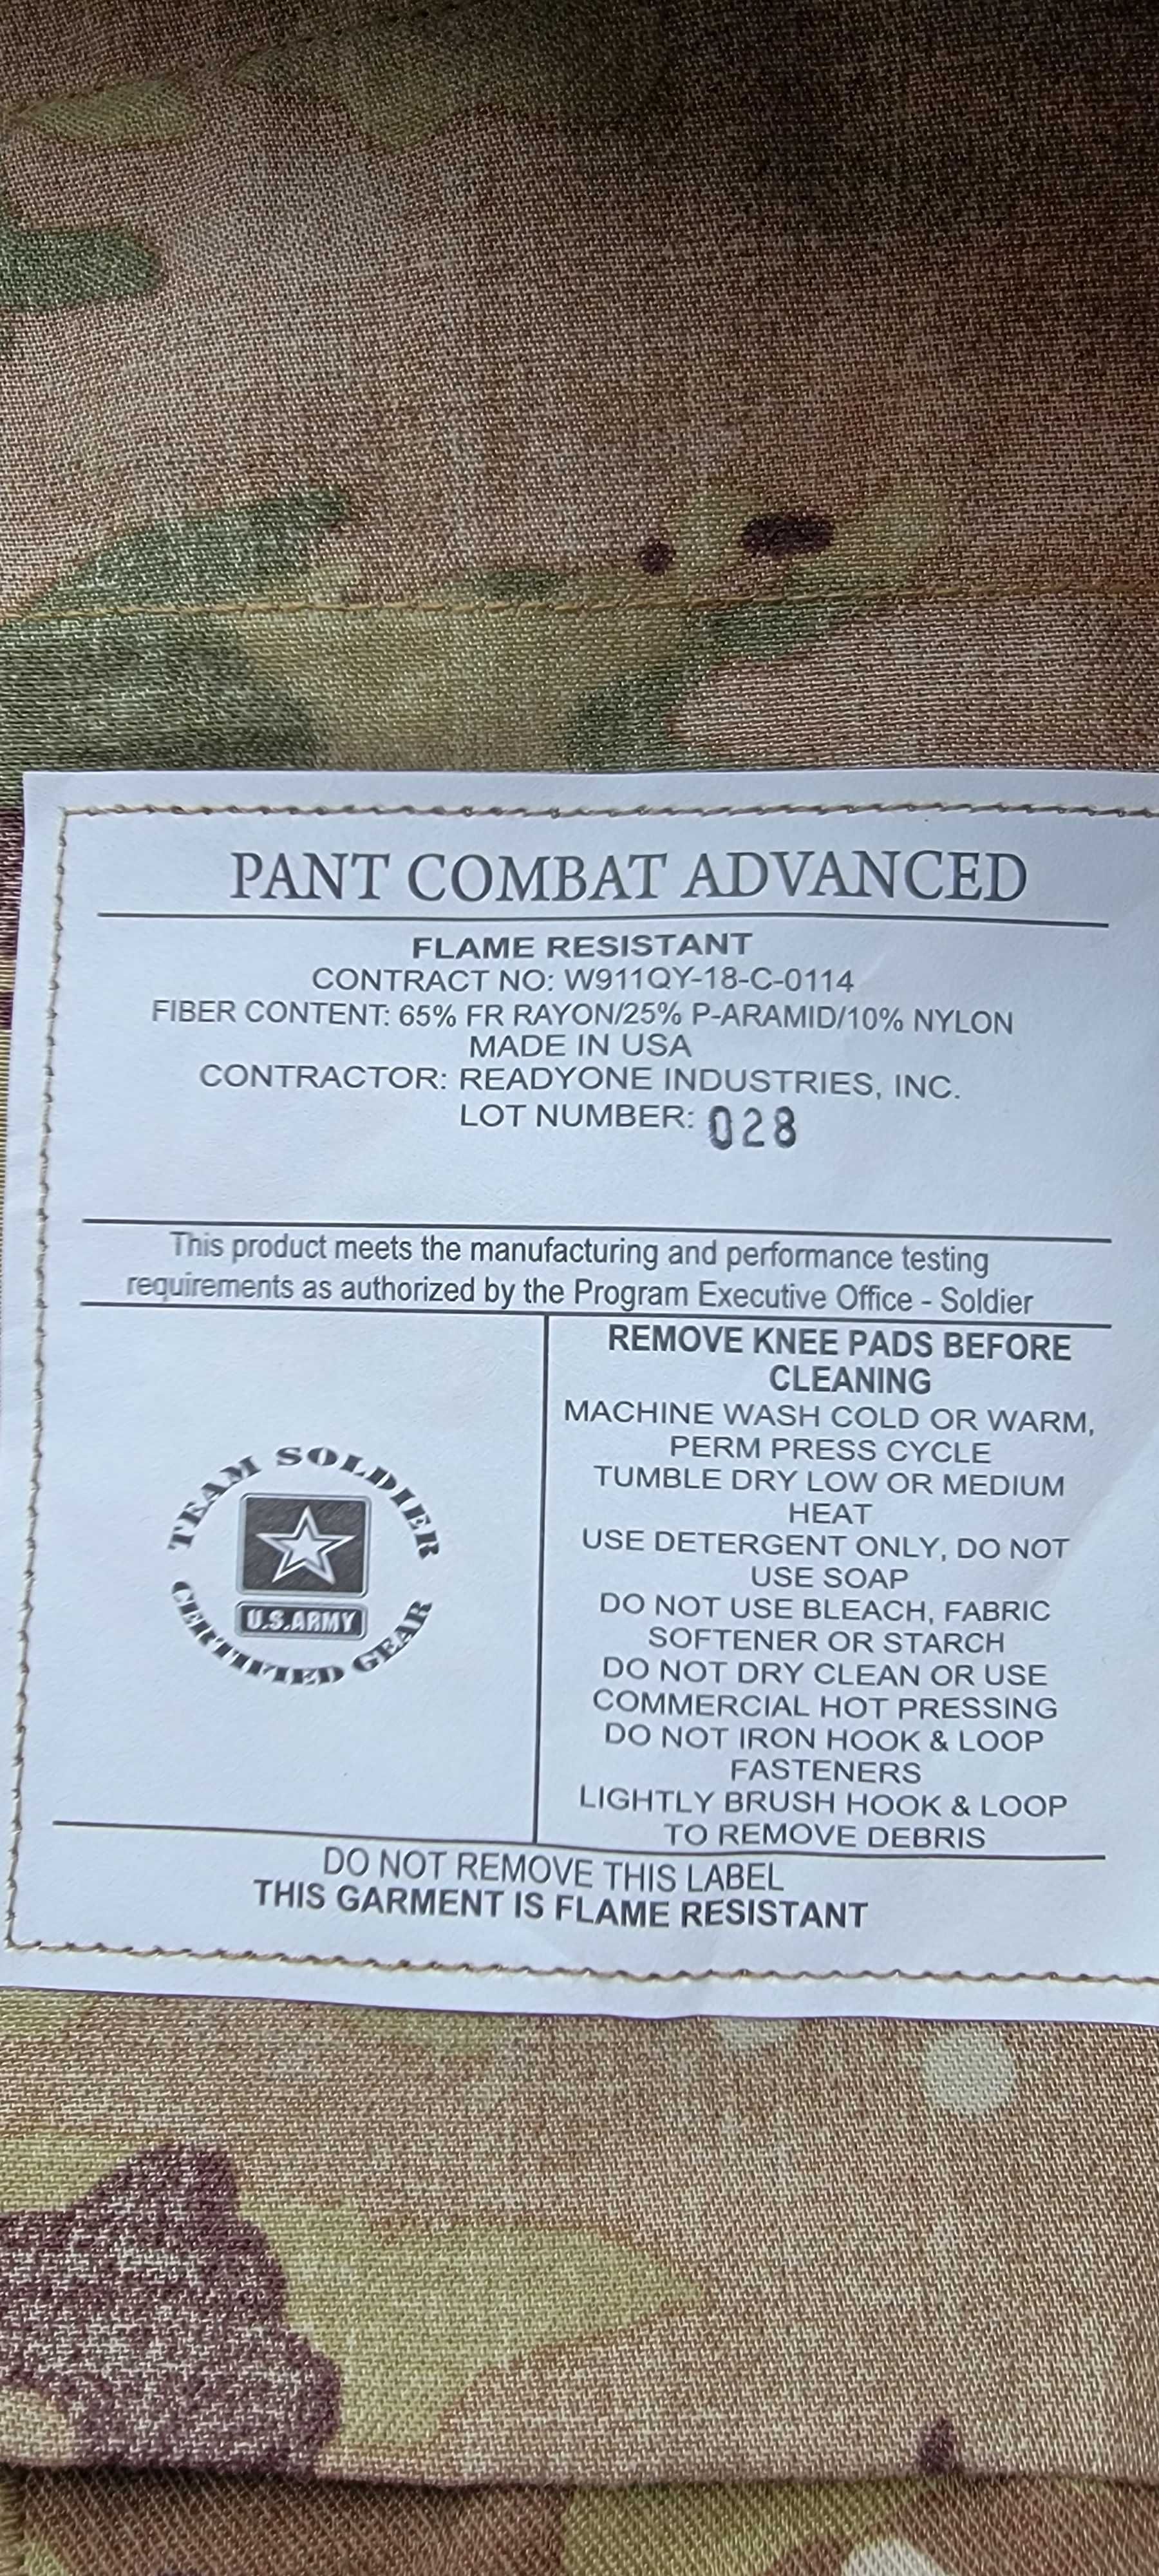 PANT COMBAT ADVANCED
FLAME RESISTANT
CONTRACT NO: W911QY-18-C-0114
FIBER CONTENT: 65% FR RAYON/25% P-ARAMID/10% NYLON
MADE IN USA
CONTRACTOR: READYONE INDUSTRIES, INC.
LOT NUMBER: 028
This product meets the manufacturing and performance testing
requirements as authorized by the Program Executive Office - Soldier
TEAM SOLDIER
U.S.ARMY
CERTIFIED GEAR
REMOVE KNEE PADS BEFORE
CLEANING
MACHINE WASH COLD OR WARM,
PERM PRESS CYCLE
TUMBLE DRY LOW OR MEDIUM
HEAT
USE DETERGENT ONLY, DO NOT
USE SOAP
DO NOT USE BLEACH, FABRIC
SOFTENER OR STARCH
DO NOT DRY CLEAN OR USE
COMMERCIAL HOT PRESSING
DO NOT IRON HOOK & LOOP
FASTENERS
LIGHTLY BRUSH HOOK & LOOP
TO REMOVE DEBRIS
DO NOT REMOVE THIS LABEL
THIS GARMENT IS FLAME RESISTANT